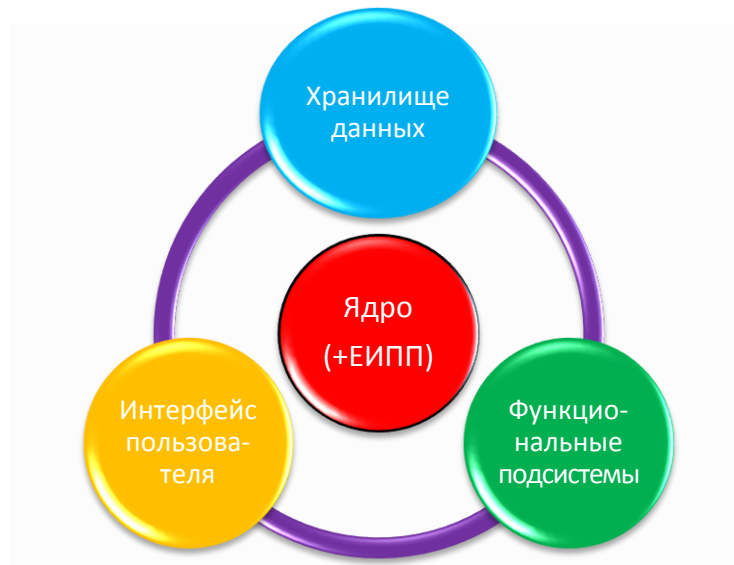 Хранилище
данных
Ядро
(+ЕИПП)
Интерфейс
пользова-
теля
Функцио-
нальные
подсистемы